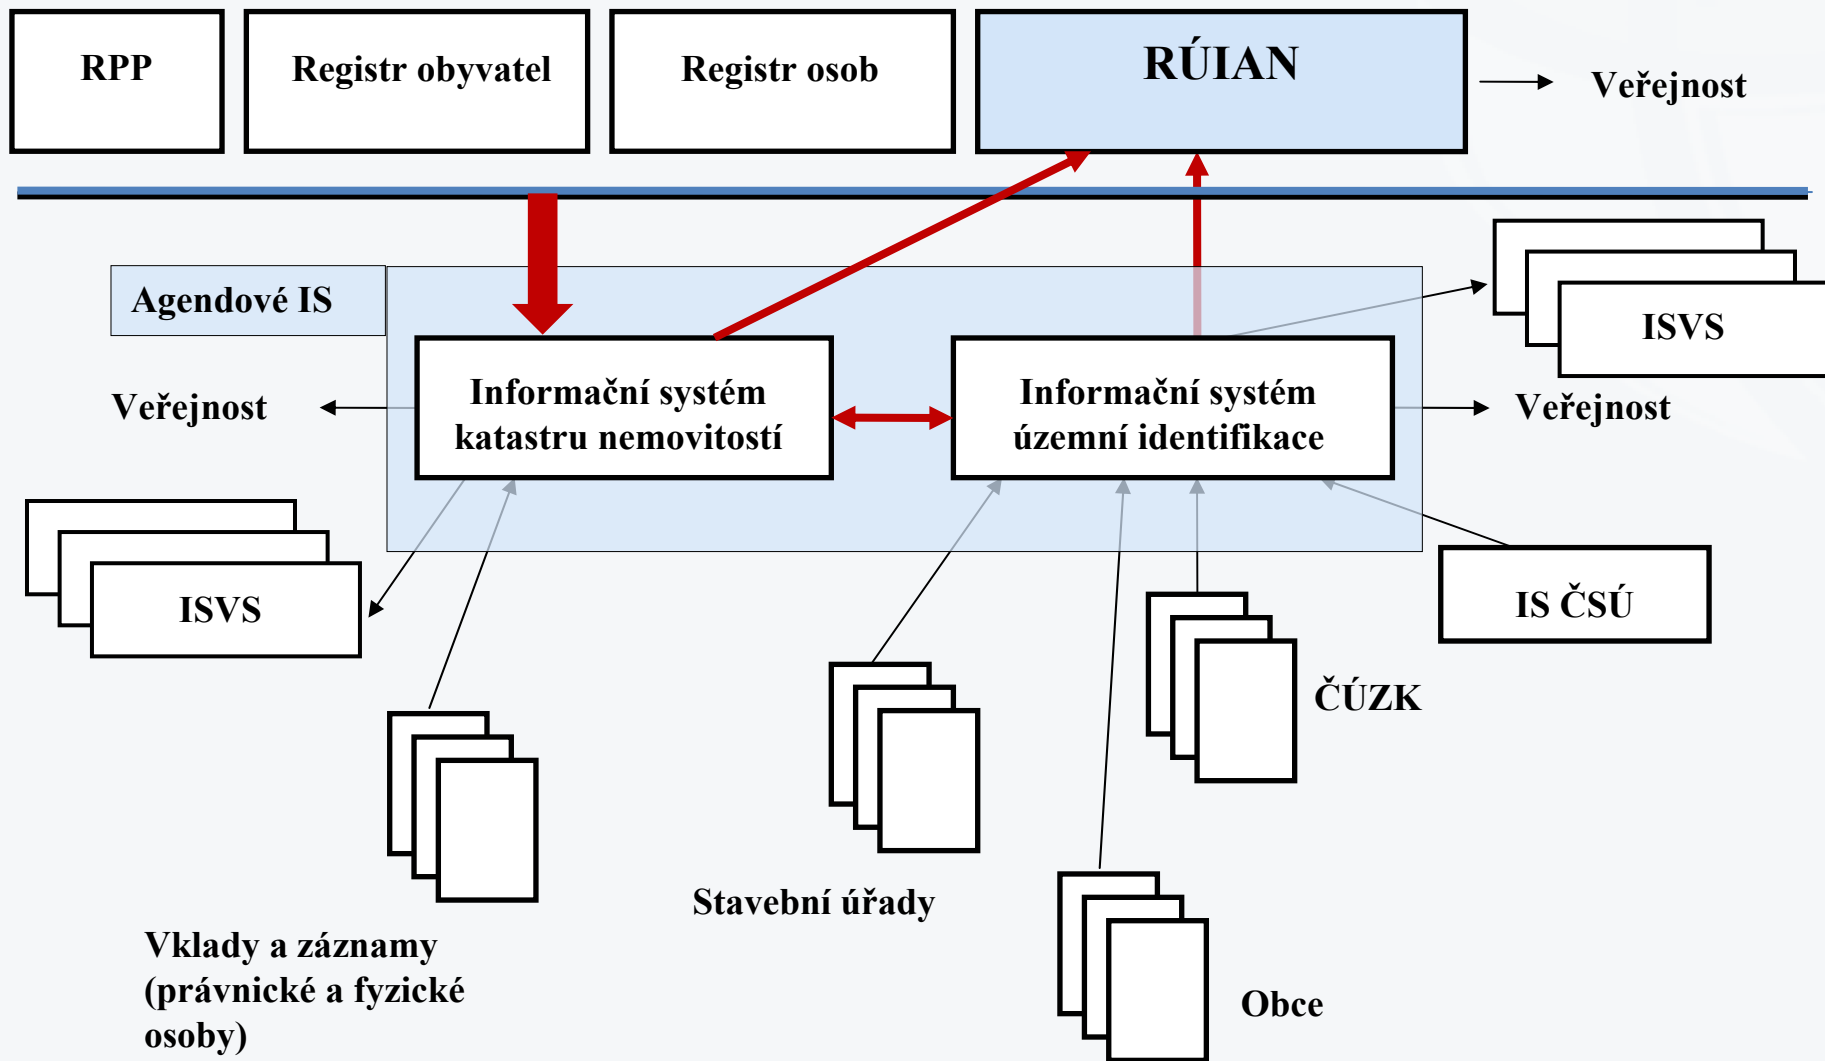 RPP
Registr obyvatel
Registr osob
RÚIAN
Veřejnost
Agendové IS
ISVS
Veřejnost
Informační systém
katastru nemovitostí
Informační systém
územní identifikace
Veřejnost
ISVS
IS ČSÚ
ČÚZK
Stavební úřady
Vklady a záznamy
(právnické a fyzické
osoby)
Obce